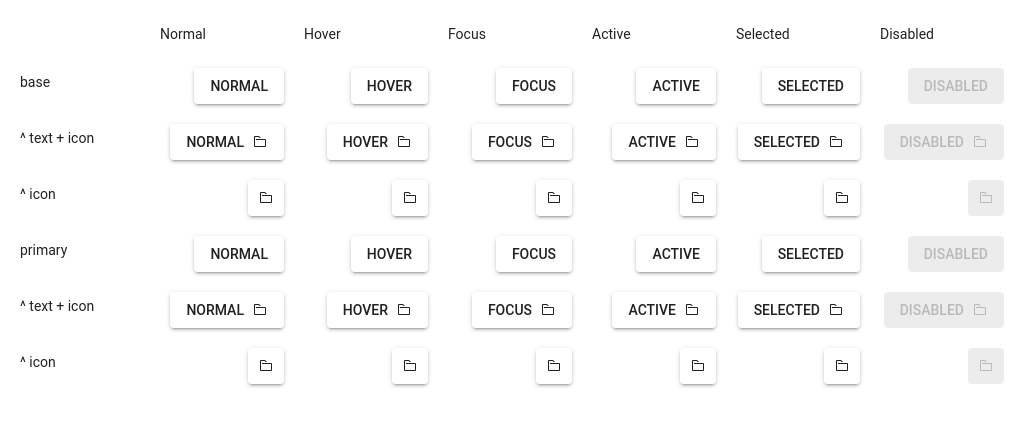 Normal Hover Focus Active Selected Disabled
base NORMAL HOVER FOCUS ACTIVE SELECTED DISABLED
^ text + icon NORMAL HOVER FOCUS ACTIVE SELECTED DISABLED
^ icon
primary NORMAL HOVER FOCUS ACTIVE SELECTED DISABLED
^ text + icon NORMAL HOVER FOCUS ACTIVE SELECTED DISABLED
^ icon